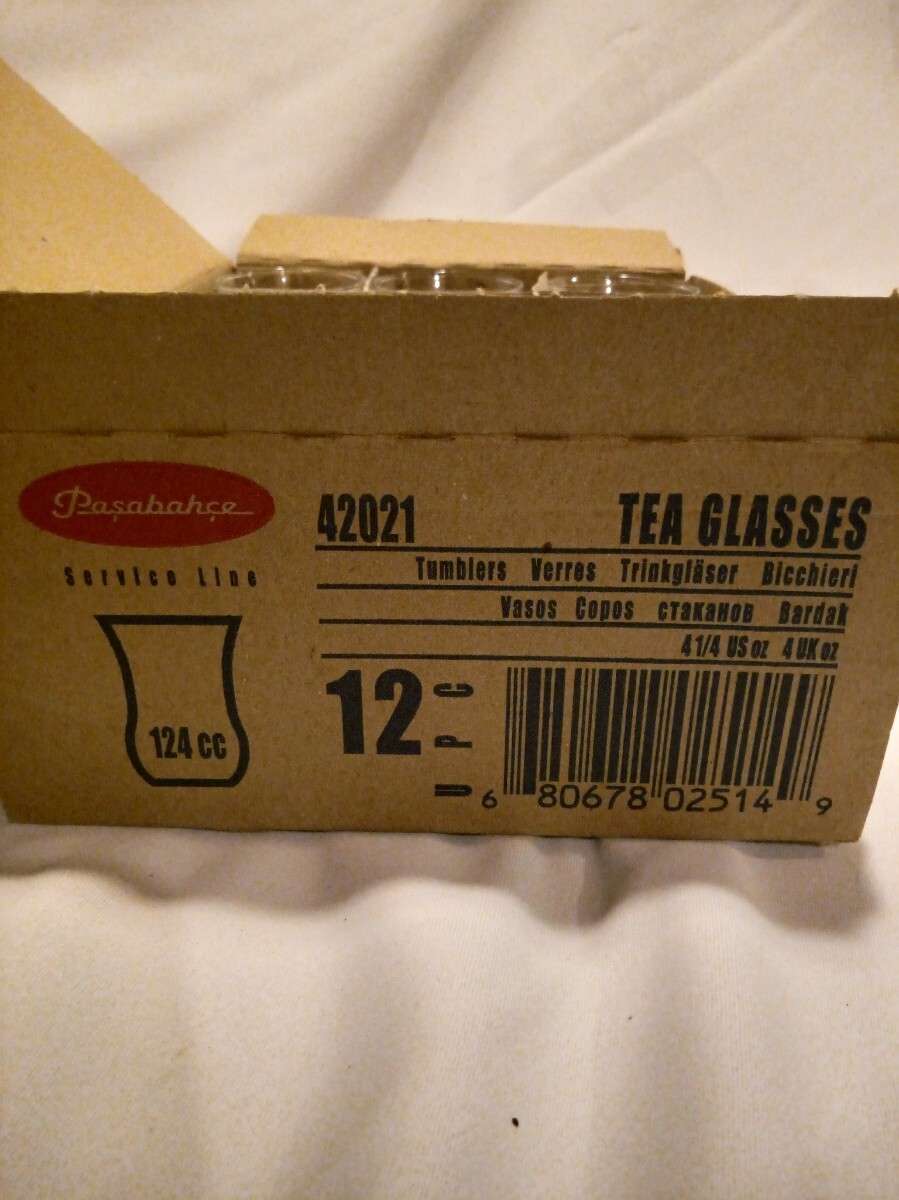 Paşabahçe
Service Line
124 cc
42021 TEA GLASSES
Tumblers Verres Trinkgläser Bicchieri
Vasos Copos стаканов Bardak
4 1/4 US oz 4 UK oz
12
UPC
6 80678 02514 9